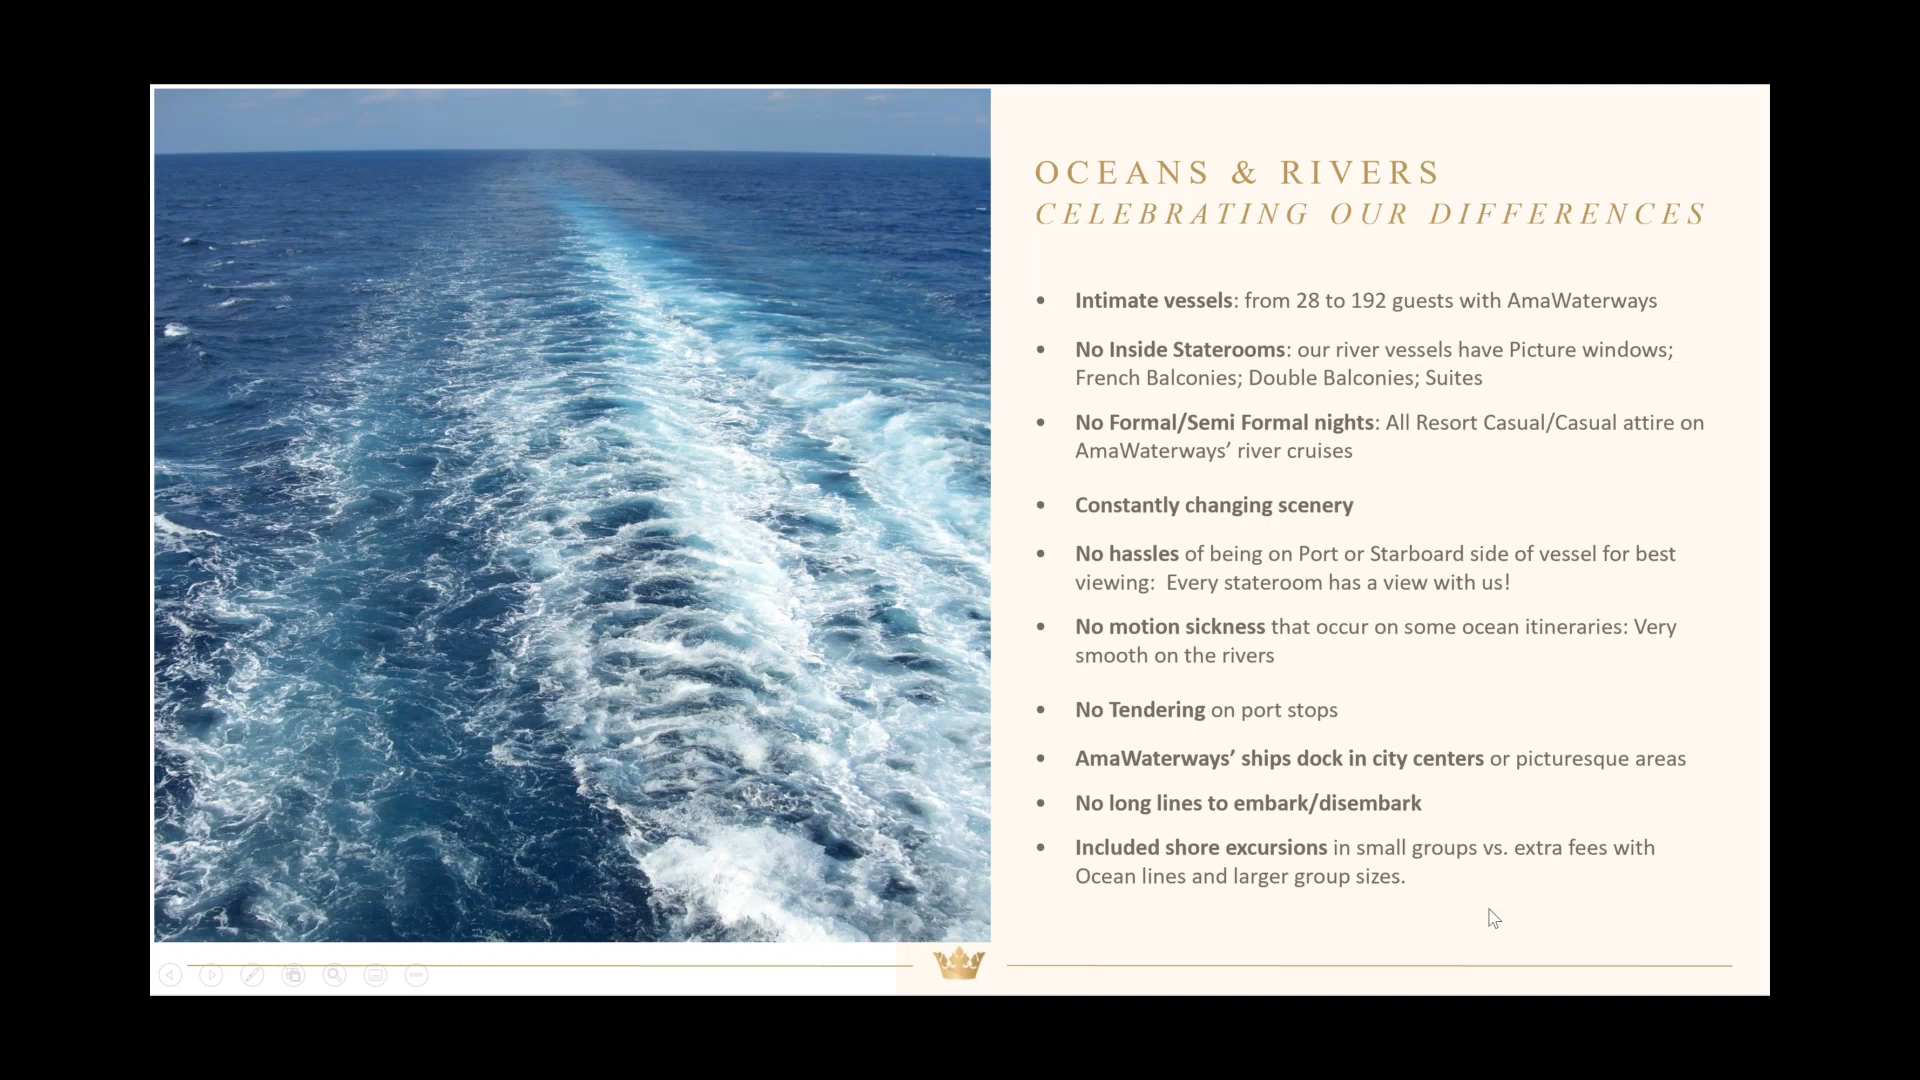 OCEANS & RIVERS
CELEBRATING OUR DIFFERENCES
• Intimate vessels: from 28 to 192 guests with AmaWaterways
• No Inside Staterooms: our river vessels have Picture windows;
French Balconies; Double Balconies; Suites
• No Formal/Semi Formal nights: All Resort Casual/Casual attire on
AmaWaterways’ river cruises
• Constantly changing scenery
• No hassles of being on Port or Starboard side of vessel for best
viewing:  Every stateroom has a view with us!
• No motion sickness that occur on some ocean itineraries: Very
smooth on the rivers
• No Tendering on port stops
• AmaWaterways’ ships dock in city centers or picturesque areas
• No long lines to embark/disembark
• Included shore excursions in small groups vs. extra fees with
Ocean lines and larger group sizes.